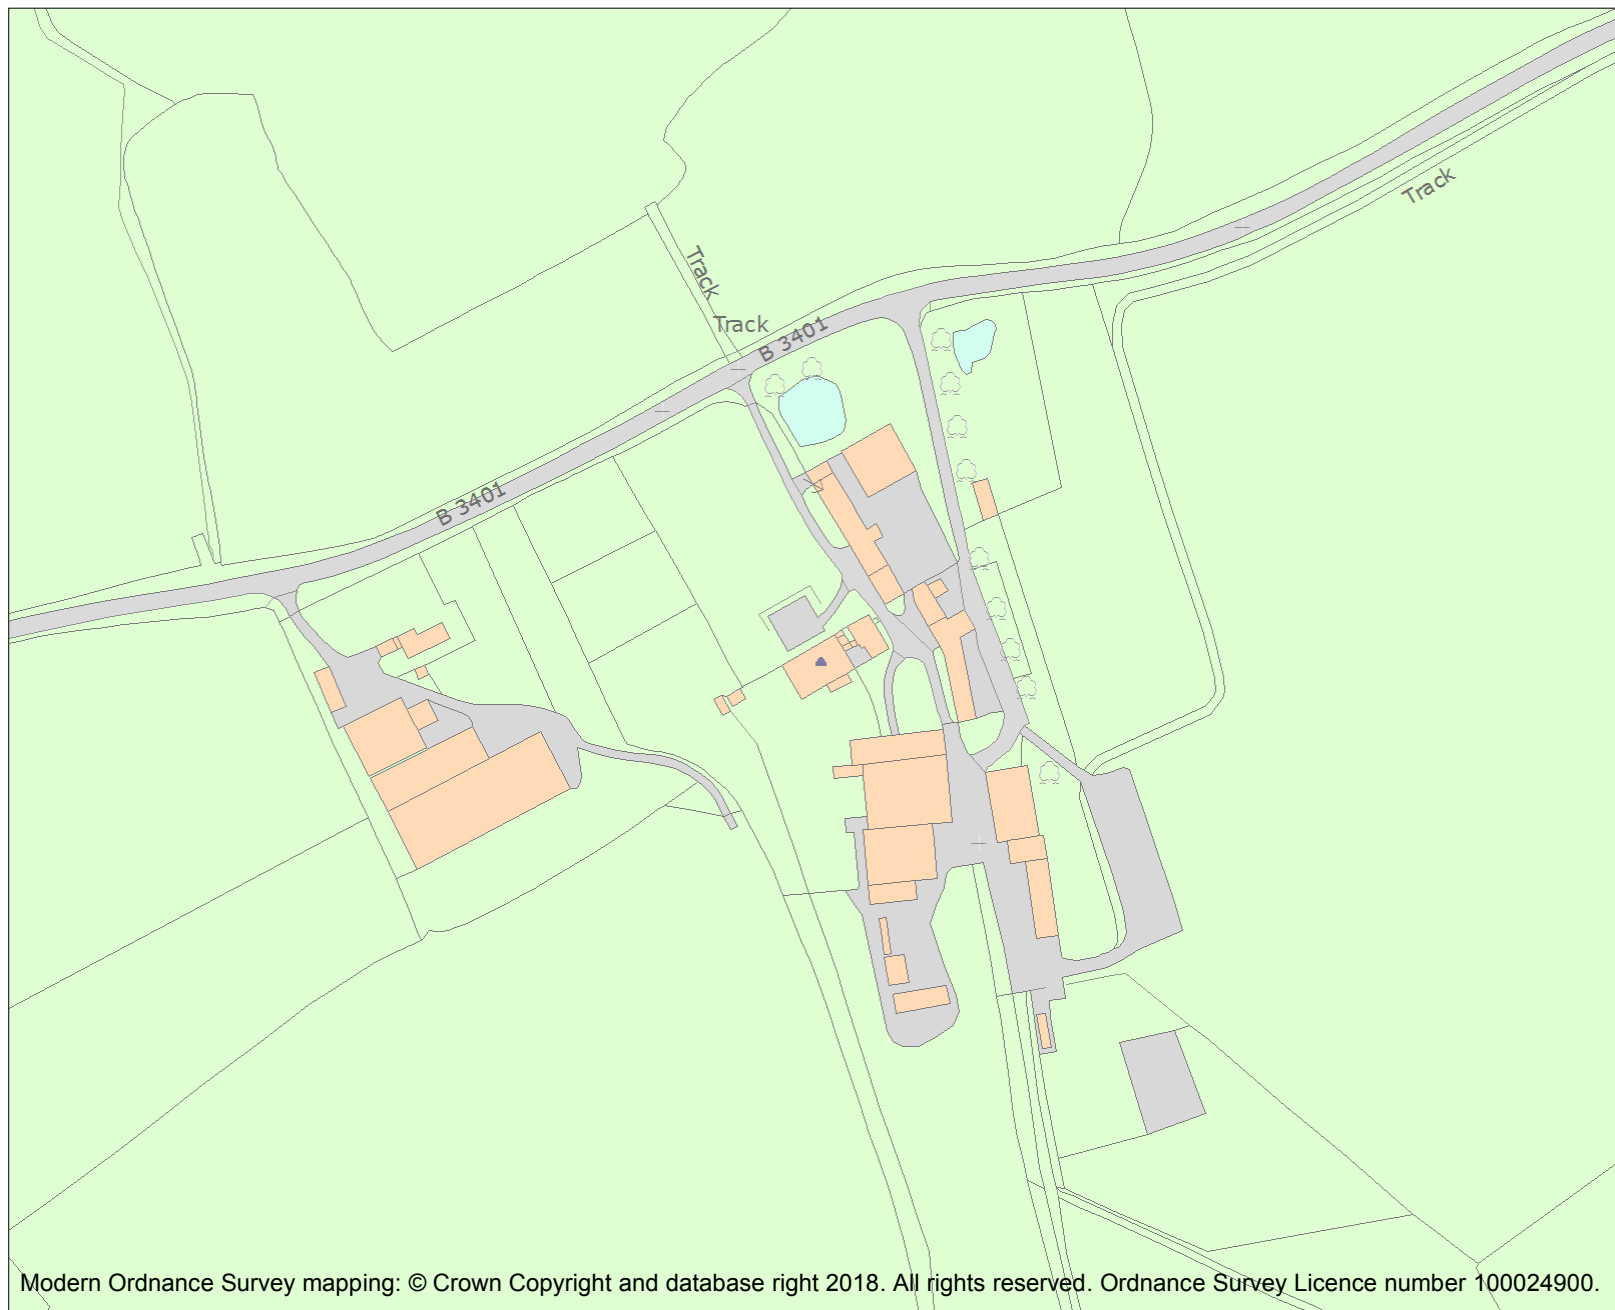 Track
Track
Track
B 3401
B 3401
Modern Ordnance Survey mapping: © Crown Copyright and database right 2018. All rights reserved. Ordnance Survey Licence number 100024900.